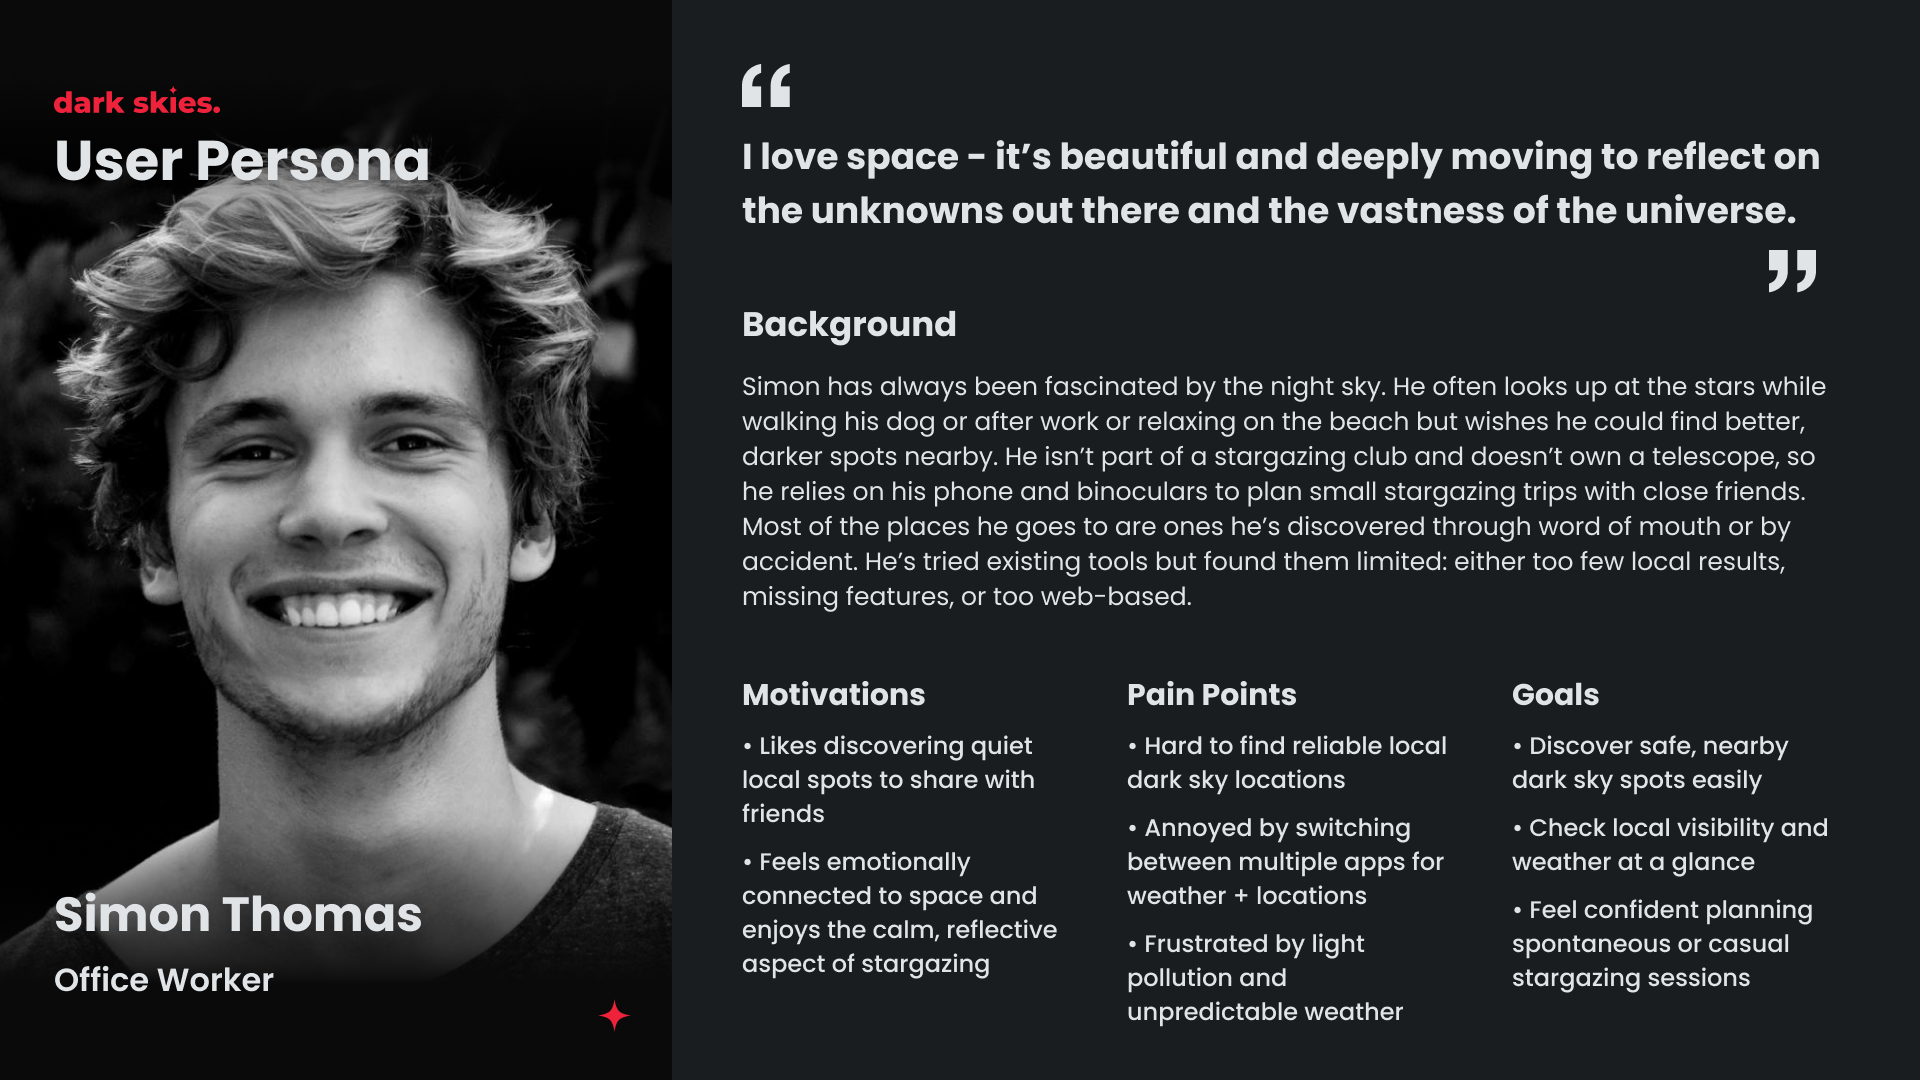 dark skies.
User Persona
Simon Thomas
Office Worker
“
I love space – it’s beautiful and deeply moving to reflect on
the unknowns out there and the vastness of the universe.
”
Background
Simon has always been fascinated by the night sky. He often looks up at the stars while
walking his dog or after work or relaxing on the beach but wishes he could find better,
darker spots nearby. He isn’t part of a stargazing club and doesn’t own a telescope, so
he relies on his phone and binoculars to plan small stargazing trips with close friends.
Most of the places he goes to are ones he’s discovered through word of mouth or by
accident. He’s tried existing tools but found them limited: either too few local results,
missing features, or too web-based.
Motivations
• Likes discovering quiet
local spots to share with
friends
• Feels emotionally
connected to space and
enjoys the calm, reflective
aspect of stargazing
Pain Points
• Hard to find reliable local
dark sky locations
• Annoyed by switching
between multiple apps for
weather + locations
• Frustrated by light
pollution and
unpredictable weather
Goals
• Discover safe, nearby
dark sky spots easily
• Check local visibility and
weather at a glance
• Feel confident planning
spontaneous or casual
stargazing sessions